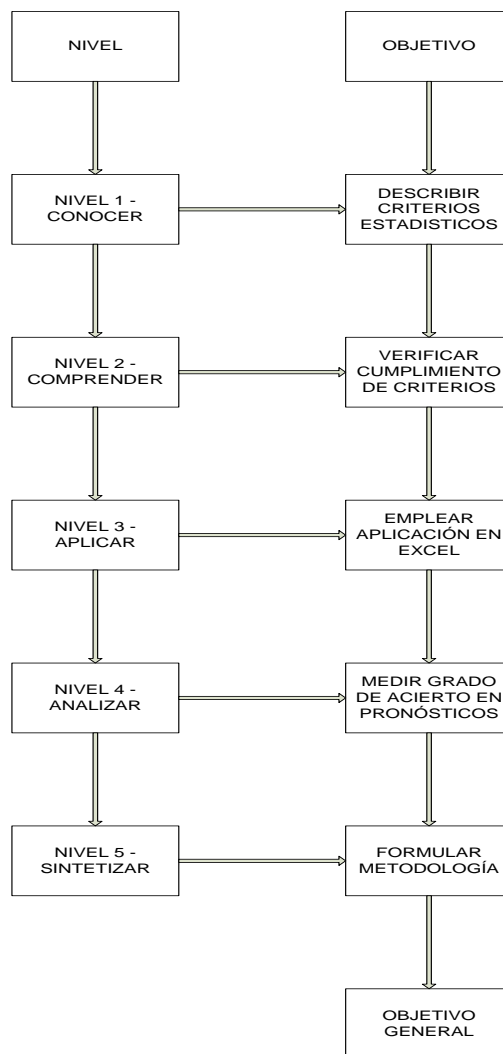 NIVEL
OBJETIVO
NIVEL 1 -
CONOCER
DESCRIBIR
CRITERIOS
ESTADISTICOS
NIVEL 2 -
COMPRENDER
VERIFICAR
CUMPLIMIENTO
DE CRITERIOS
NIVEL 3 -
APLICAR
EMPLEAR
APLICACIÓN EN
EXCEL
NIVEL 4 -
ANALIZAR
MEDIR GRADO
DE ACIERTO EN
PRONÓSTICOS
NIVEL 5 -
SINTETIZAR
FORMULAR
METODOLOGÍA
OBJETIVO
GENERAL